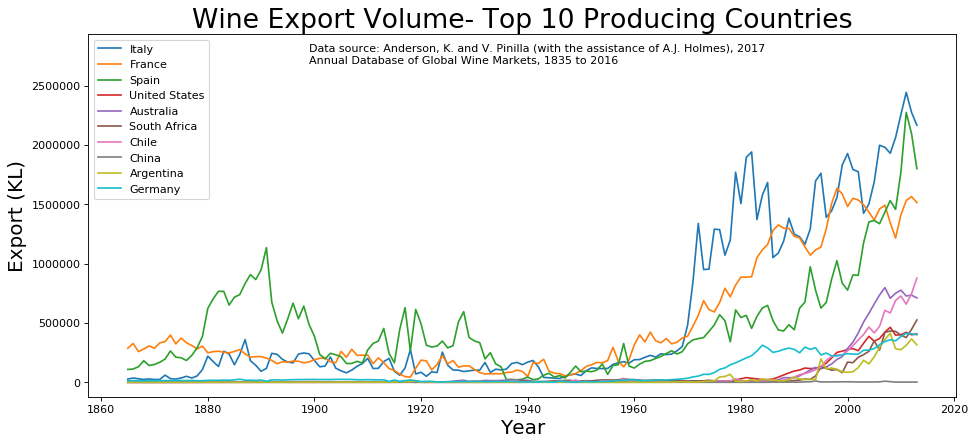 Wine Export Volume- Top 10 Producing Countries
Data source: Anderson, K. and V. Pinilla (with the assistance of A.J. Holmes), 2017
Annual Database of Global Wine Markets, 1835 to 2016
Italy
France
Spain
United States
Australia
South Africa
Chile
China
Argentina
Germany
Export (KL)
2500000
2000000
1500000
1000000
500000
0
1860
1880
1900
1920
1940
1960
1980
2000
2020
Year